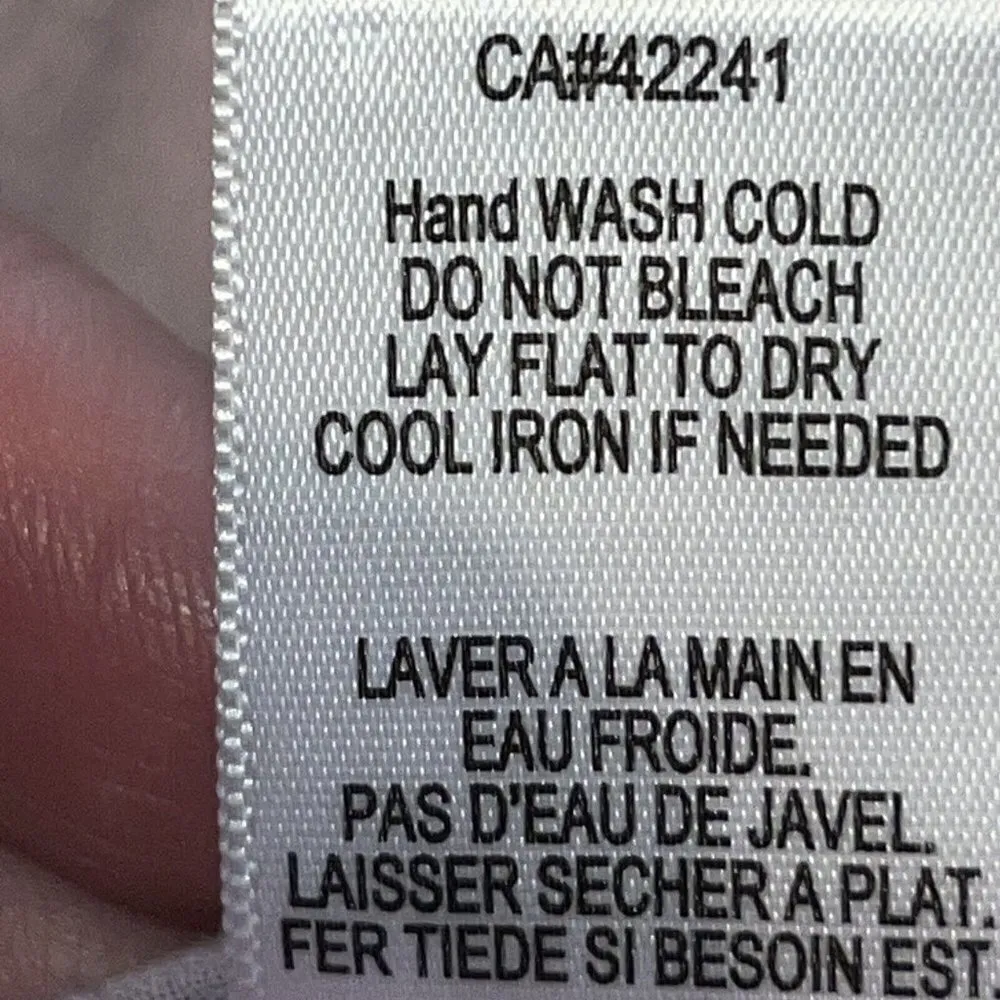 CA#42241
Hand WASH COLD
DO NOT BLEACH
LAY FLAT TO DRY
COOL IRON IF NEEDED
LAVER A LA MAIN EN
EAU FROIDE.
PAS D'EAU DE JAVEL.
LAISSER SECHER A PLAT.
FER TIEDE SI BESOIN EST